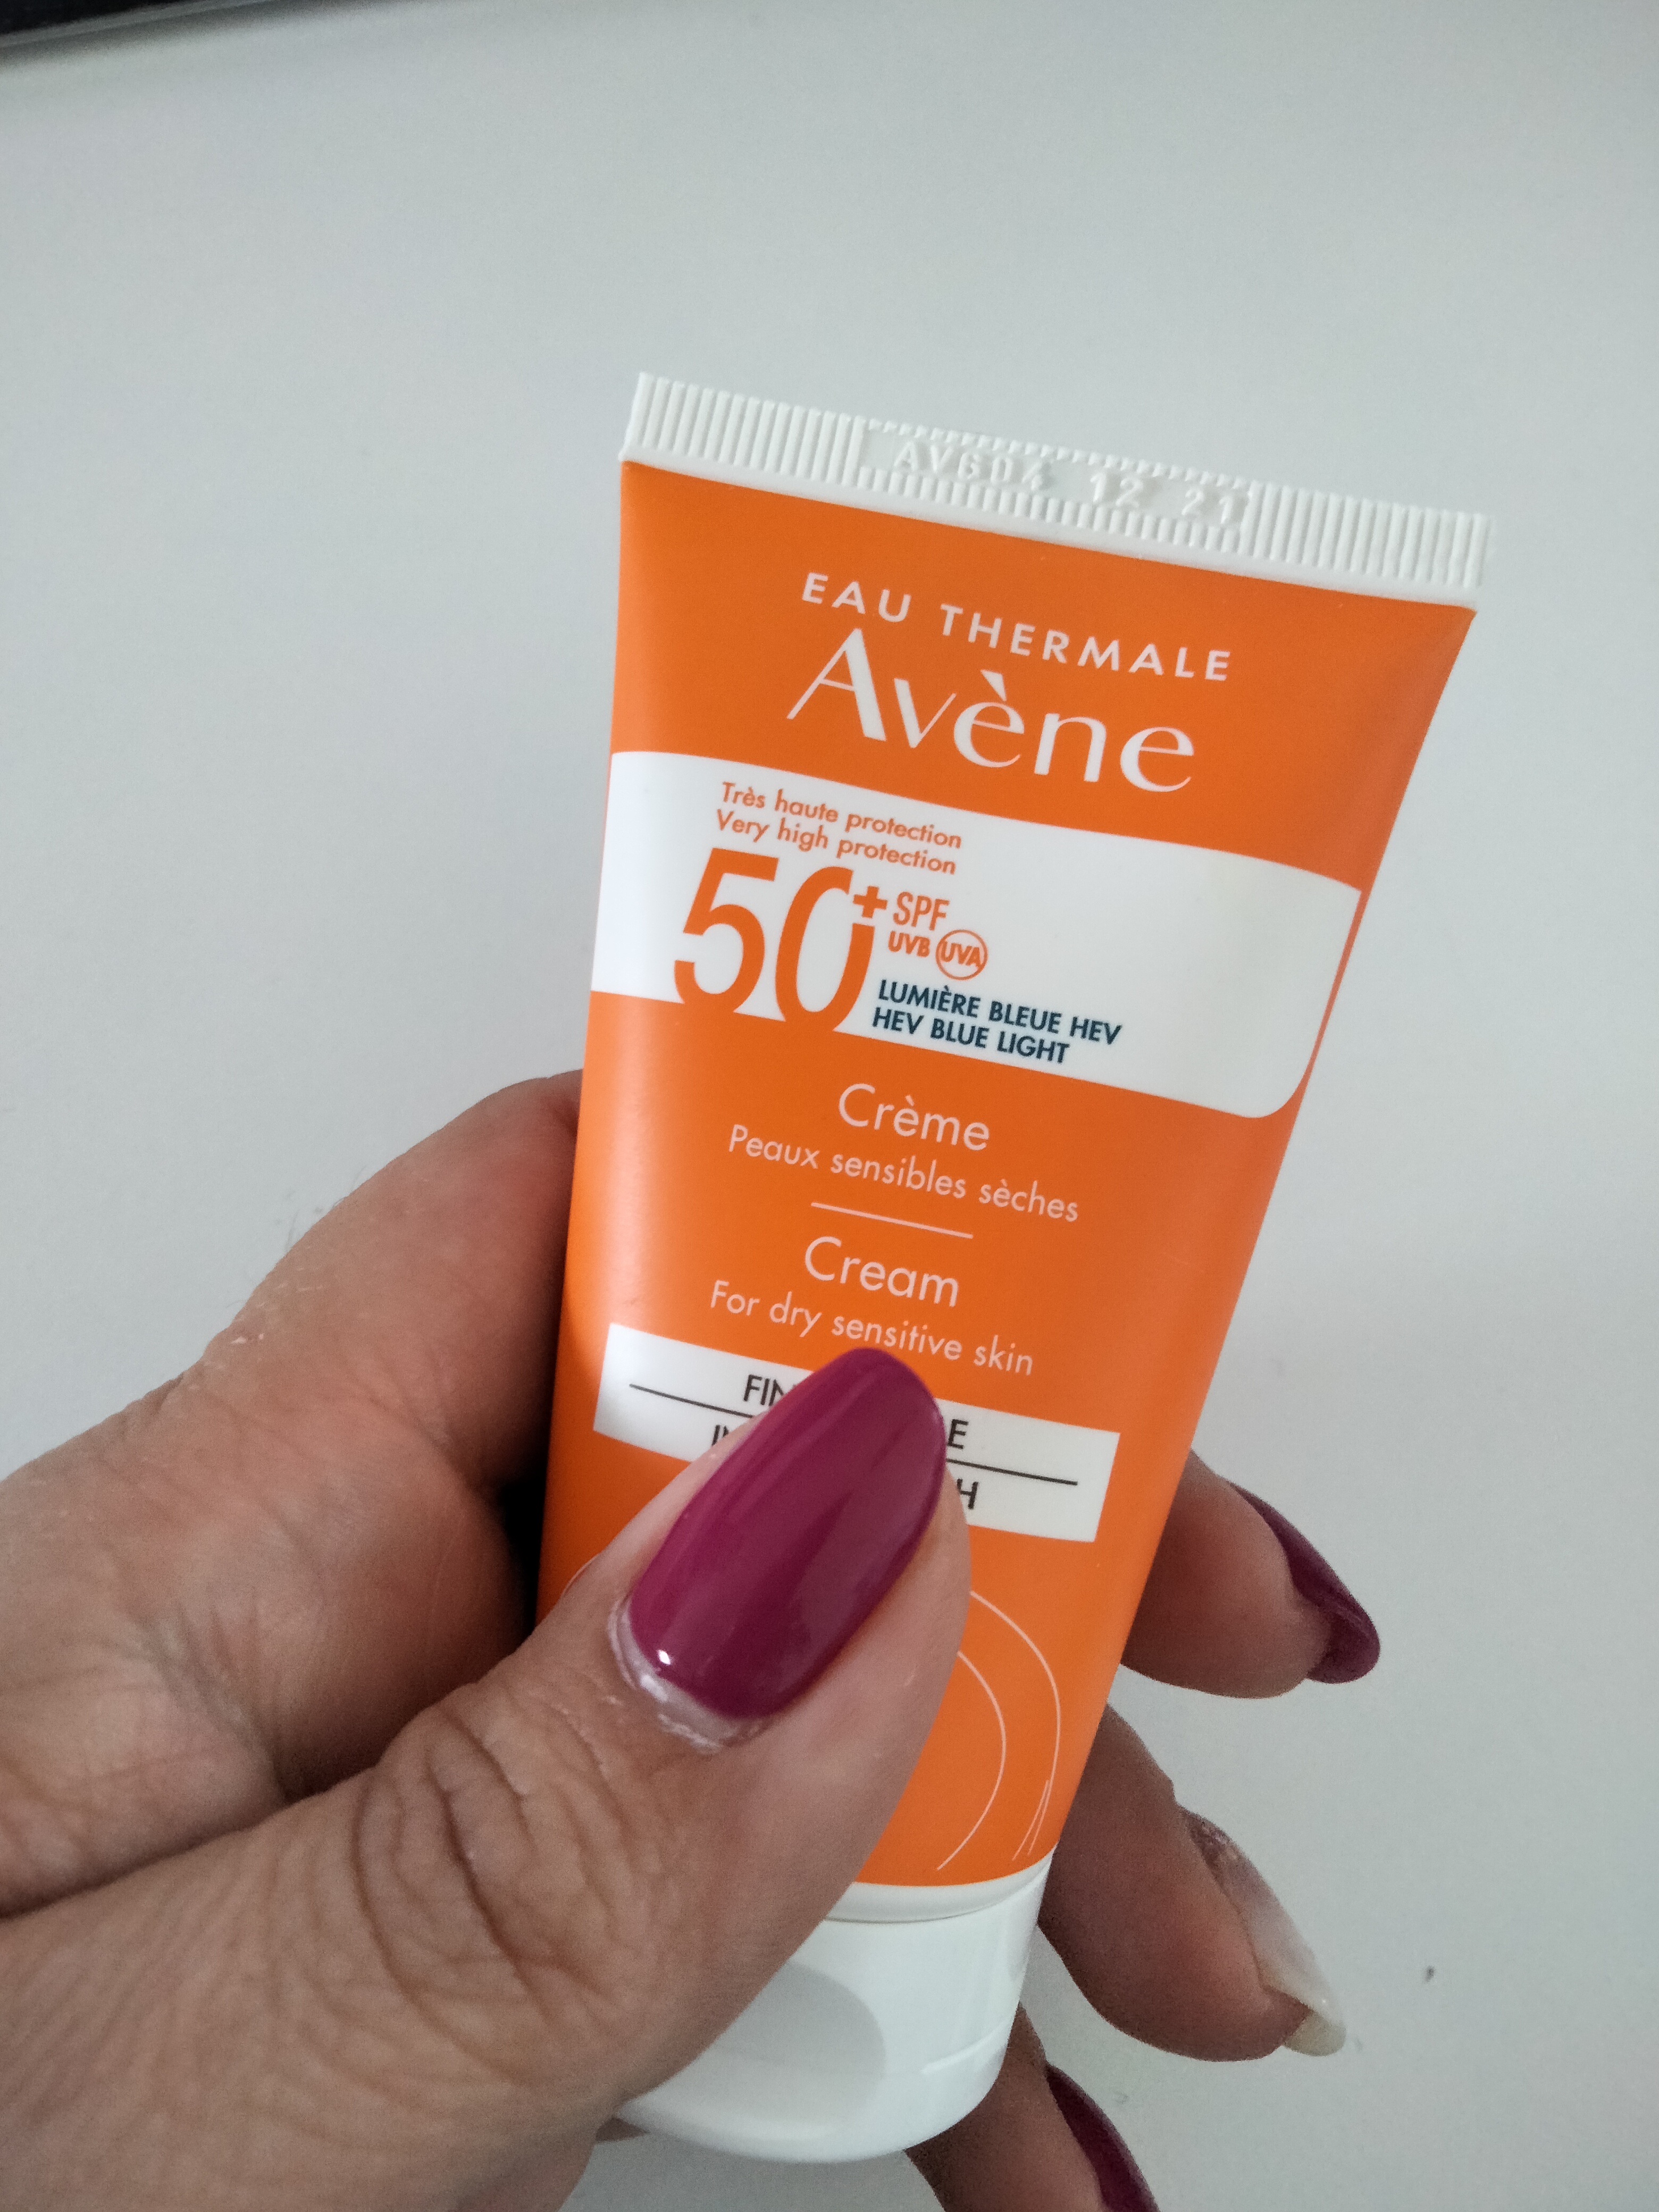 AVG04 12 21
EAU THERMALE
Avène
Très haute protection
Very high protection
50+ SPF
UVB UVA
LUMIÈRE BLEUE HEV
HEV BLUE LIGHT
Crème
Peaux sensibles sèches
Cream
For dry sensitive skin